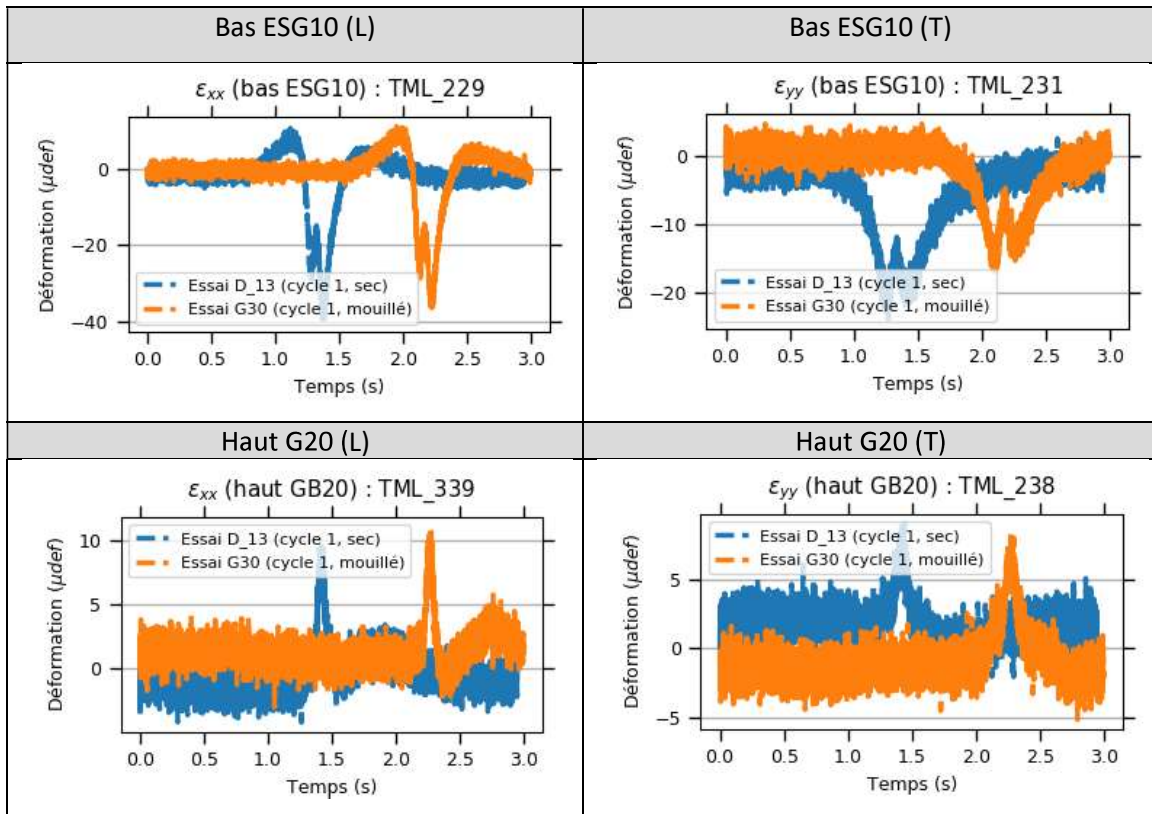 Bas ESG10 (L)
Bas ESG10 (T)
εxx (bas ESG10) : TML_229
Déformation (μdef)
0
−20
−40
Essai D_13 (cycle 1, sec)
Essai G30 (cycle 1, mouillé)
0.0 0.5 1.0 1.5 2.0 2.5 3.0
Temps (s)
εyy (bas ESG10) : TML_231
Déformation (μdef)
0
−10
−20
Essai D_13 (cycle 1, sec)
Essai G30 (cycle 1, mouillé)
0.0 0.5 1.0 1.5 2.0 2.5 3.0
Temps (s)
Haut G20 (L)
Haut G20 (T)
εxx (haut GB20) : TML_339
Déformation (μdef)
10
5
0
Essai D_13 (cycle 1, sec)
Essai G30 (cycle 1, mouillé)
0.0 0.5 1.0 1.5 2.0 2.5 3.0
Temps (s)
εyy (haut GB20) : TML_238
Déformation (μdef)
5
0
−5
Essai D_13 (cycle 1, sec)
Essai G30 (cycle 1, mouillé)
0.0 0.5 1.0 1.5 2.0 2.5 3.0
Temps (s)